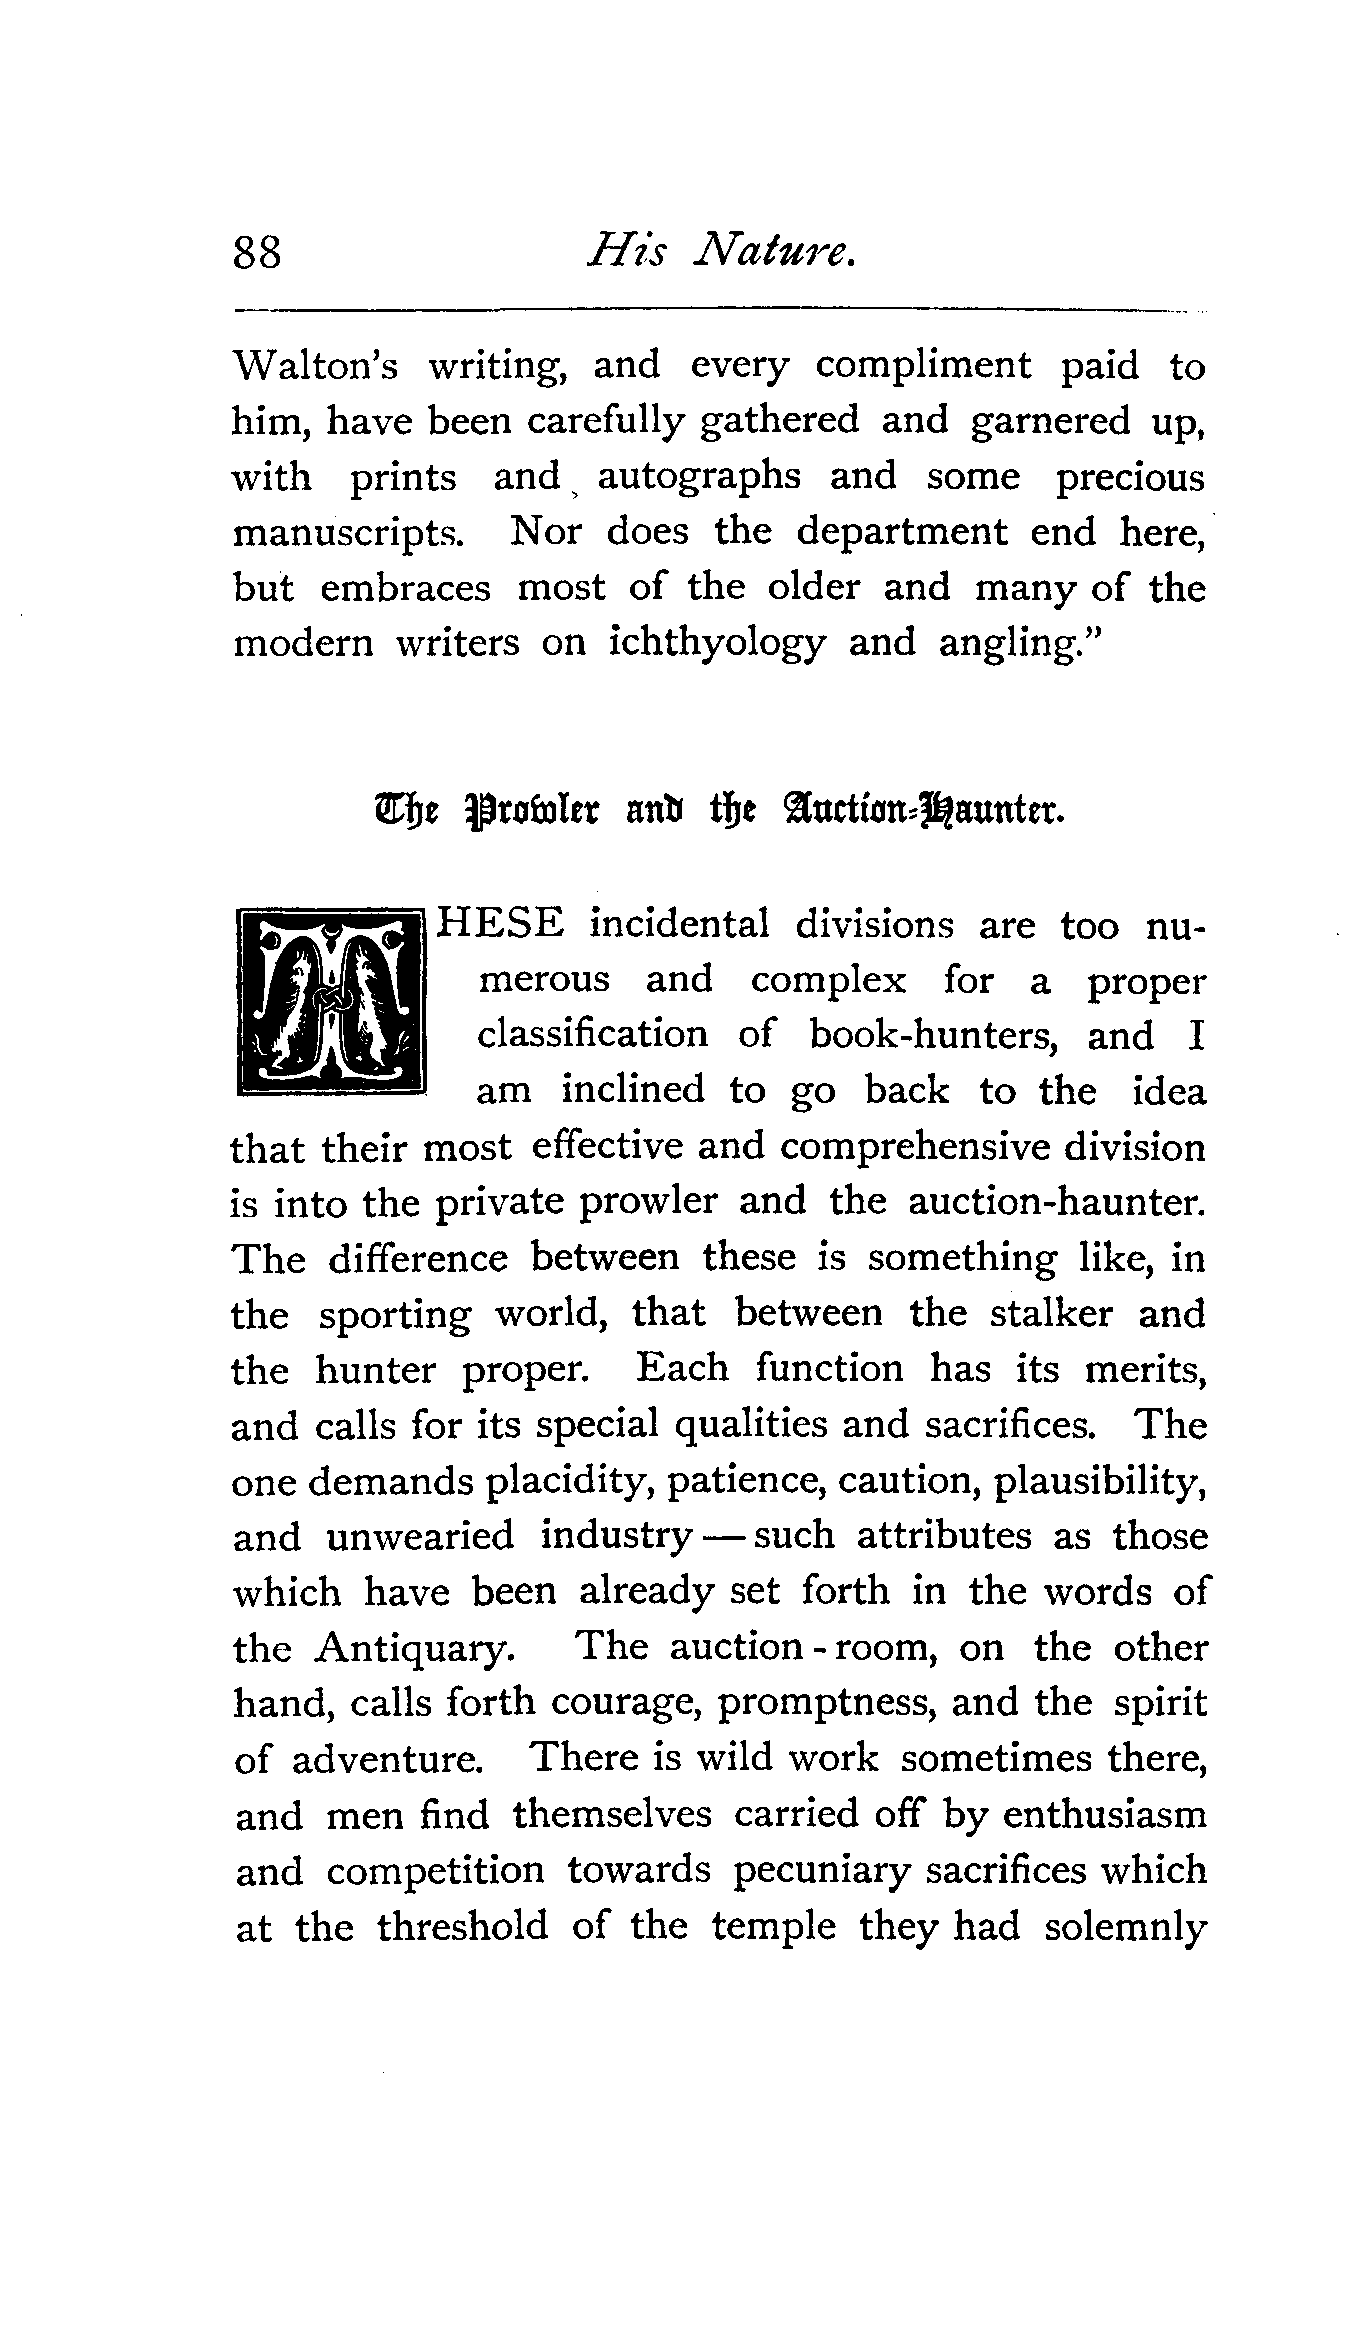 88 His Nature.
Walton's writing, and every compliment paid to
him, have been carefully gathered and garnered up,
with prints and, autographs and some precious
manuscripts. Nor does the department end here,
but embraces most of the older and many of the
modern writers on ichthyology and angling."
The Prowler and the Auction-Haunter.
THESE incidental divisions are too nu-
merous and complex for a proper
classification of book-hunters, and I
am inclined to go back to the idea
that their most effective and comprehensive division
is into the private prowler and the auction-haunter.
The difference between these is something like, in
the sporting world, that between the stalker and
the hunter proper. Each function has its merits,
and calls for its special qualities and sacrifices. The
one demands placidity, patience, caution, plausibility,
and unwearied industry — such attributes as those
which have been already set forth in the words of
the Antiquary. The auction-room, on the other
hand, calls forth courage, promptness, and the spirit
of adventure. There is wild work sometimes there,
and men find themselves carried off by enthusiasm
and competition towards pecuniary sacrifices which
at the threshold of the temple they had solemnly